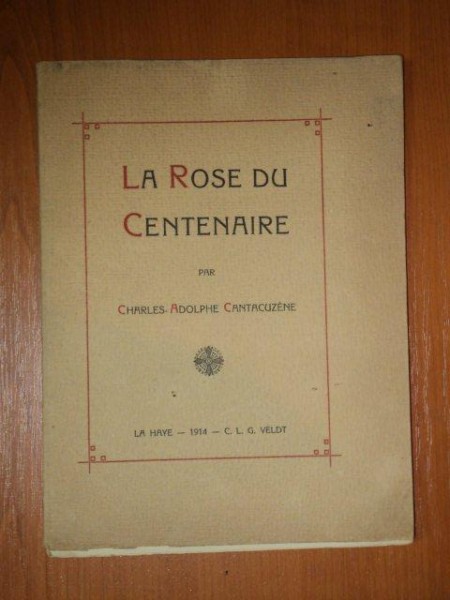 LA ROSE DU
CENTENAIRE
PAR
CHARLES-ADOLPHE CANTACUZÈNE
LA HAYE — 1914 — C. L. G. VELDT